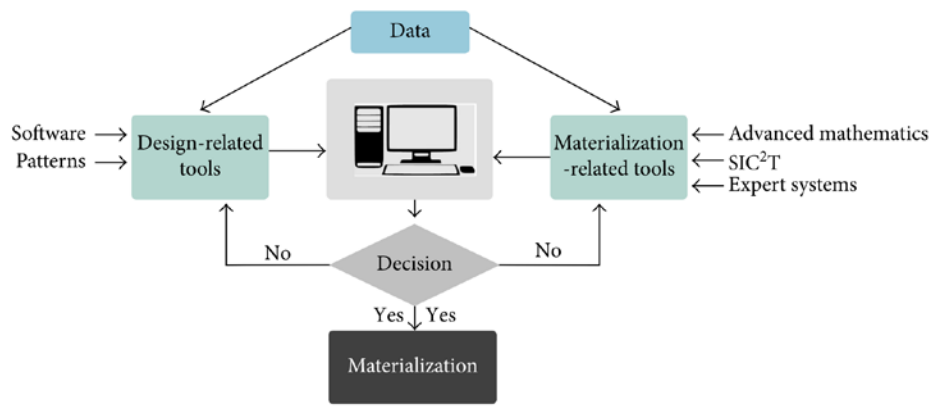 Data
Software
Patterns
Design-related
tools
Materialization
-related tools
Advanced mathematics
SIC²T
Expert systems
No
Decision
No
Yes Yes
Materialization